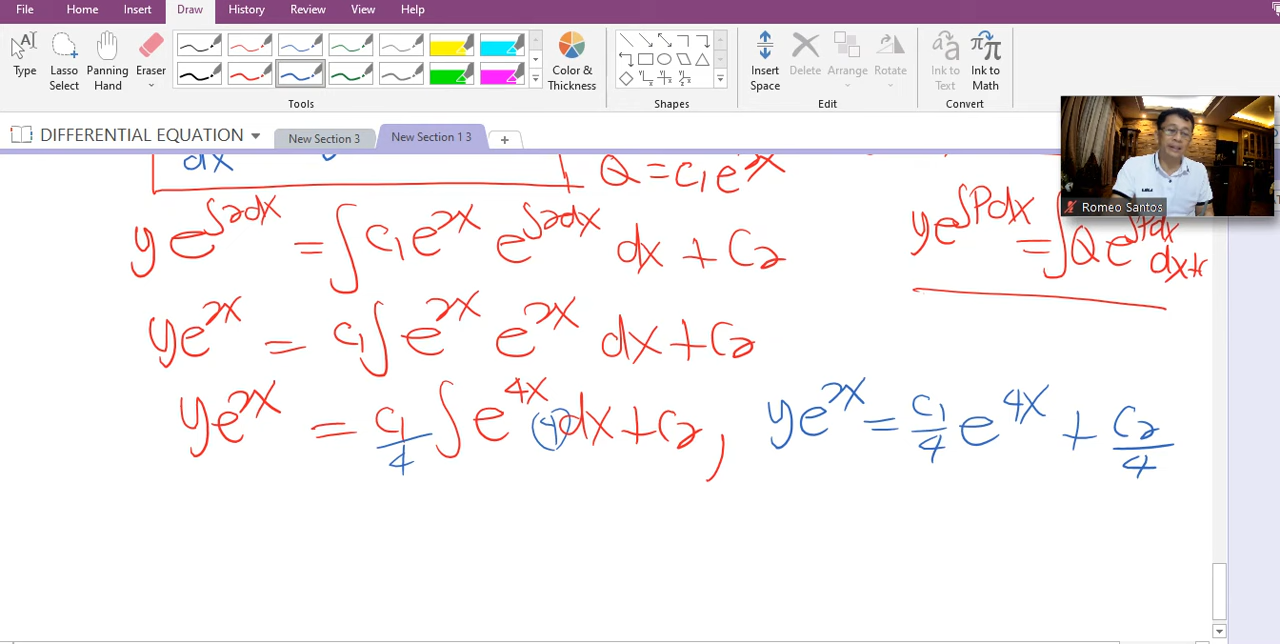 File Home Insert Draw History Review View Help
Type Lasso Select Panning Hand Eraser Color & Thickness Insert Space Delete Arrange Rotate Ink to Text Ink to Math
Tools Shapes Edit Convert
DIFFERENTIAL EQUATION New Section 3 New Section 1 3 +
Romeo Santos
dx Q = c₁e^2x
ye^∫2dx = ∫c₁e^2x e^∫2dx dx + C₂
ye^∫Pdx = ∫Q e^∫Pdx dx+c
ye^2x = c₁∫e^2x e^2x dx + C₂
ye^2x = c₁/4 ∫e^4x (4)dx + C₂, ye^2x = c₁/4 e^4x + C₂/4